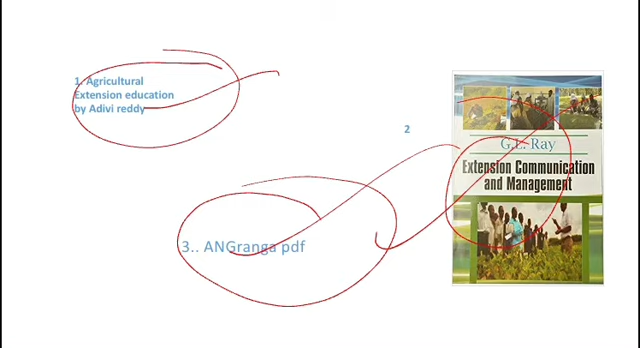 1. Agricultural
Extension education
by Adivi reddy
2
G.L. Ray
Extension Communication
and Management
3.. ANGranga pdf